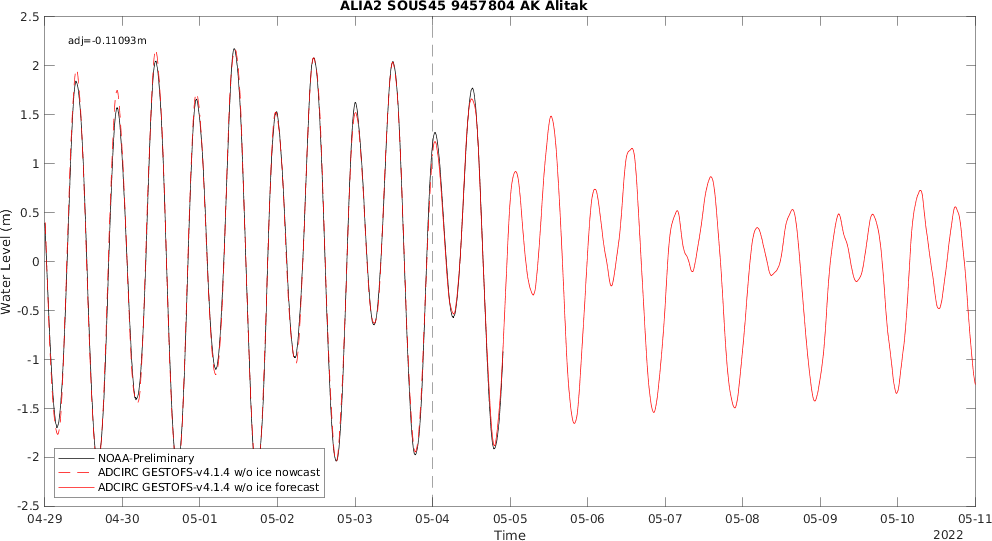 ALIA2 SOUS45 9457804 AK Alitak
adj=-0.11093m
2.5
2
1.5
1
0.5
0
-0.5
-1
-1.5
-2
-2.5
Water Level (m)
NOAA-Preliminary
ADCIRC GESTOFS-v4.1.4 w/o ice nowcast
ADCIRC GESTOFS-v4.1.4 w/o ice forecast
04-29 04-30 05-01 05-02 05-03 05-04 05-05 05-06 05-07 05-08 05-09 05-10 05-11
Time
2022